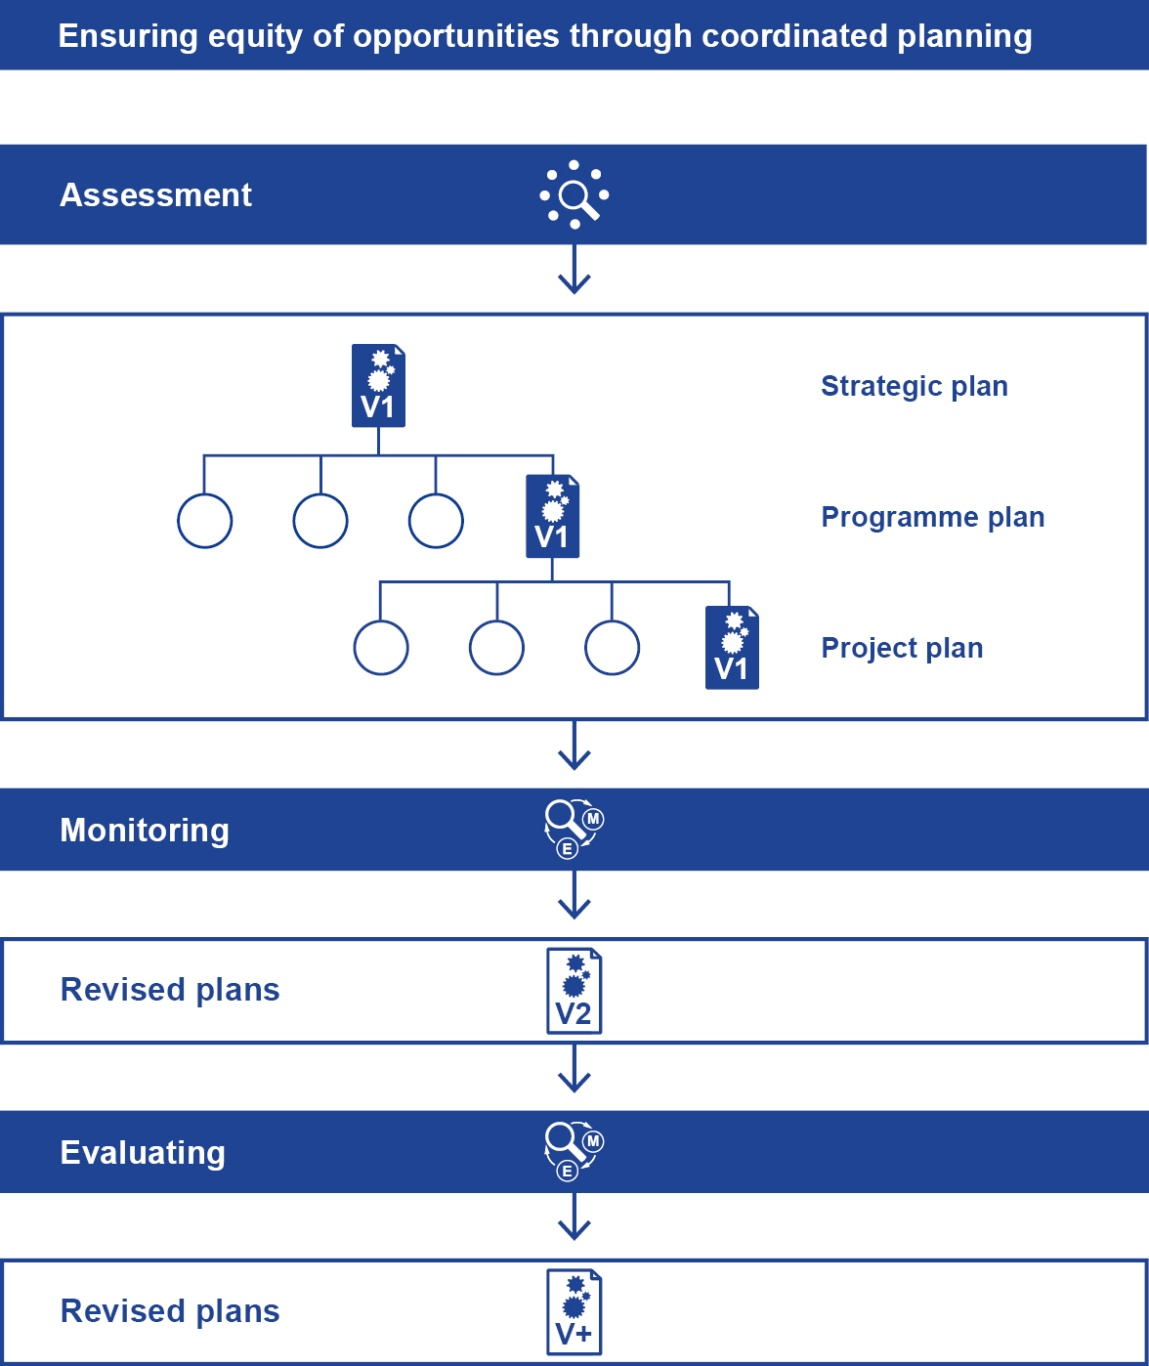 Ensuring equity of opportunities through coordinated planning
Assessment
V1
Strategic plan
V1
Programme plan
V1
Project plan
Monitoring
M
E
Revised plans
V2
Evaluating
M
E
Revised plans
V+